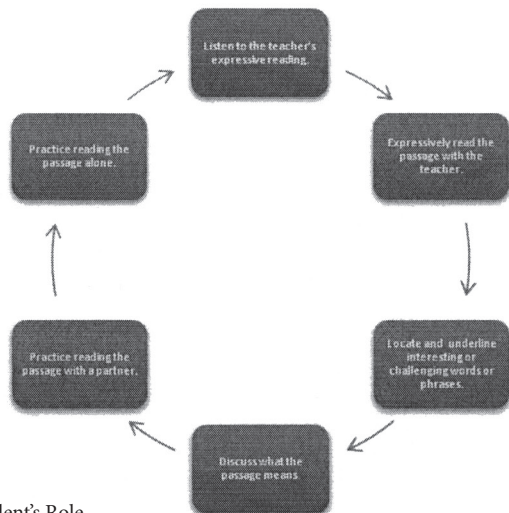 Listen to the teacher's
expressive reading.
Expressively read the
passage with the
teacher.
Locate and underline
interesting or
challenging words or
phrases.
Discuss what the
passage means
Practice reading the
passage with a partner.
Practice reading the
passage alone.
Role